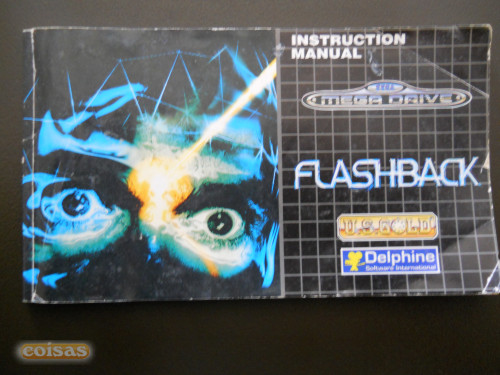 INSTRUCTION
MANUAL
SEGA
MEGA DRIVE
FLASHBACK
U.S. GOLD
Delphine
Software International
coisas